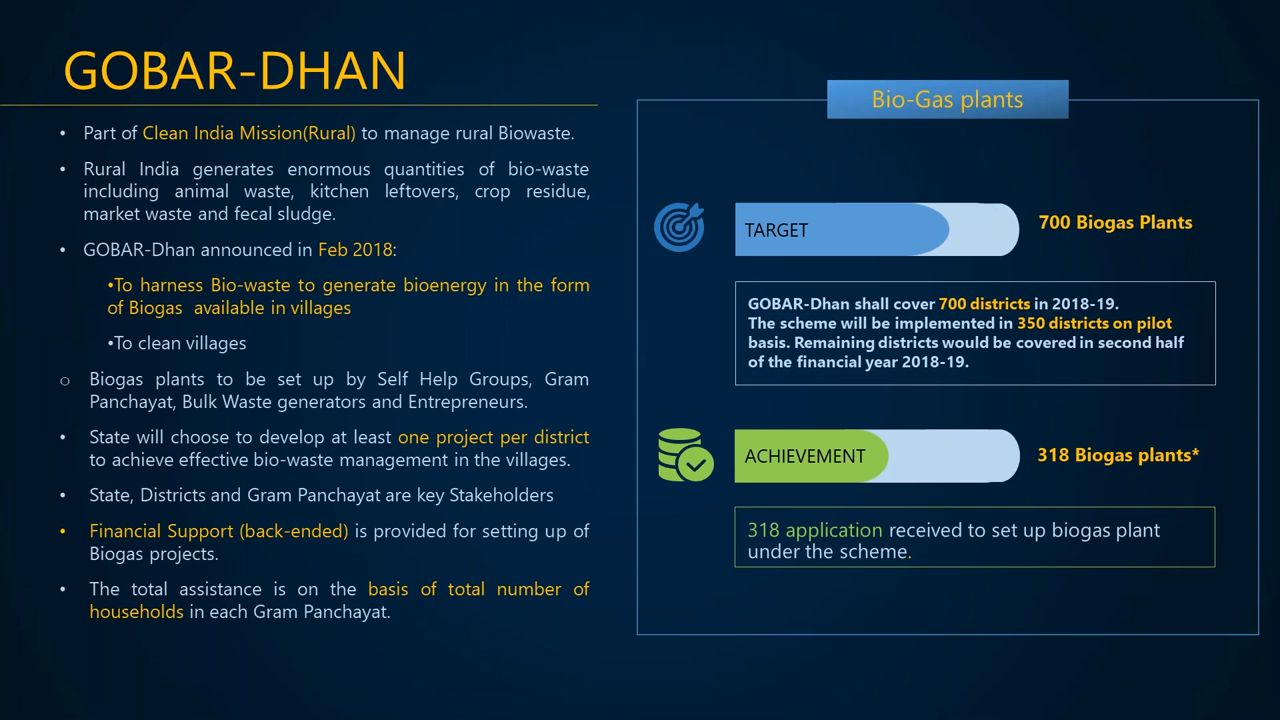 GOBAR-DHAN
• Part of Clean India Mission(Rural) to manage rural Biowaste.
• Rural India generates enormous quantities of bio-waste
including animal waste, kitchen leftovers, crop residue,
market waste and fecal sludge.
• GOBAR-Dhan announced in Feb 2018:
•To harness Bio-waste to generate bioenergy in the form
of Biogas available in villages
•To clean villages
o Biogas plants to be set up by Self Help Groups, Gram
Panchayat, Bulk Waste generators and Entrepreneurs.
• State will choose to develop at least one project per district
to achieve effective bio-waste management in the villages.
• State, Districts and Gram Panchayat are key Stakeholders
• Financial Support (back-ended) is provided for setting up of
Biogas projects.
• The total assistance is on the basis of total number of
households in each Gram Panchayat.
Bio-Gas plants
TARGET
700 Biogas Plants
GOBAR-Dhan shall cover 700 districts in 2018-19.
The scheme will be implemented in 350 districts on pilot
basis. Remaining districts would be covered in second half
of the financial year 2018-19.
ACHIEVEMENT
318 Biogas plants*
318 application received to set up biogas plant
under the scheme.